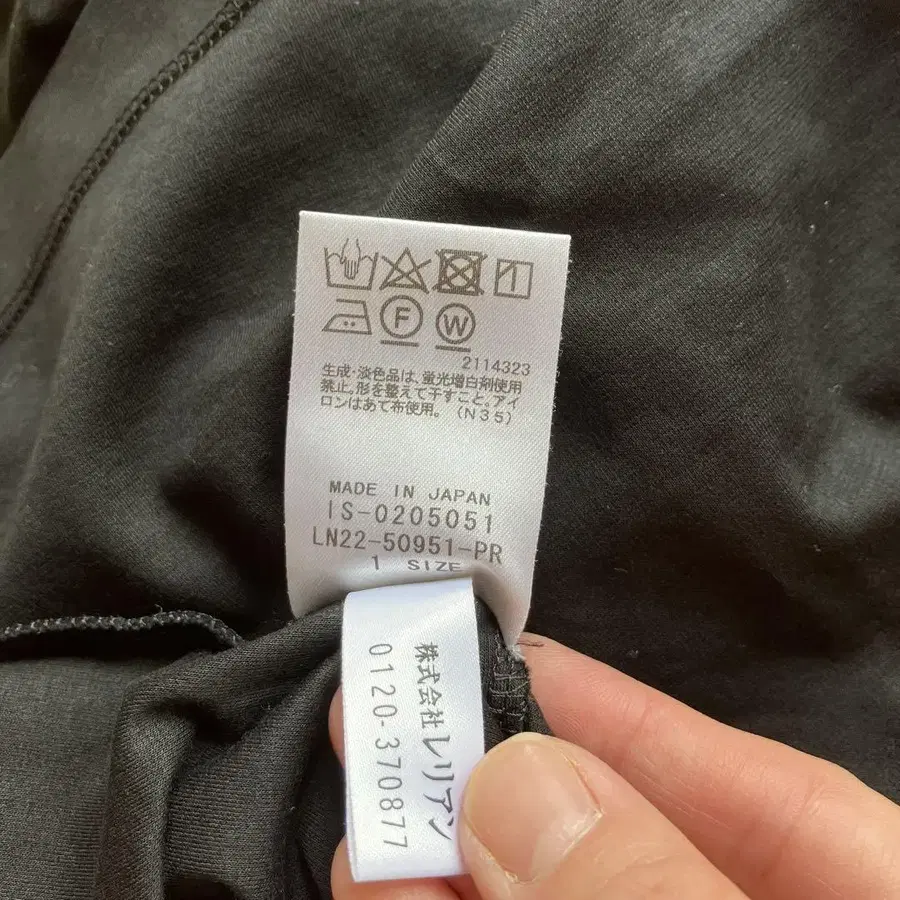 F W
2114323
生成・淡色品は、蛍光増白剤使用
禁止。形を整えて干すこと。アイ
ロンはあて布使用。（N35）
MADE IN JAPAN
IS-0205051
LN22-50951-PR
1 SIZE
株式会社レリアン
0120-370877